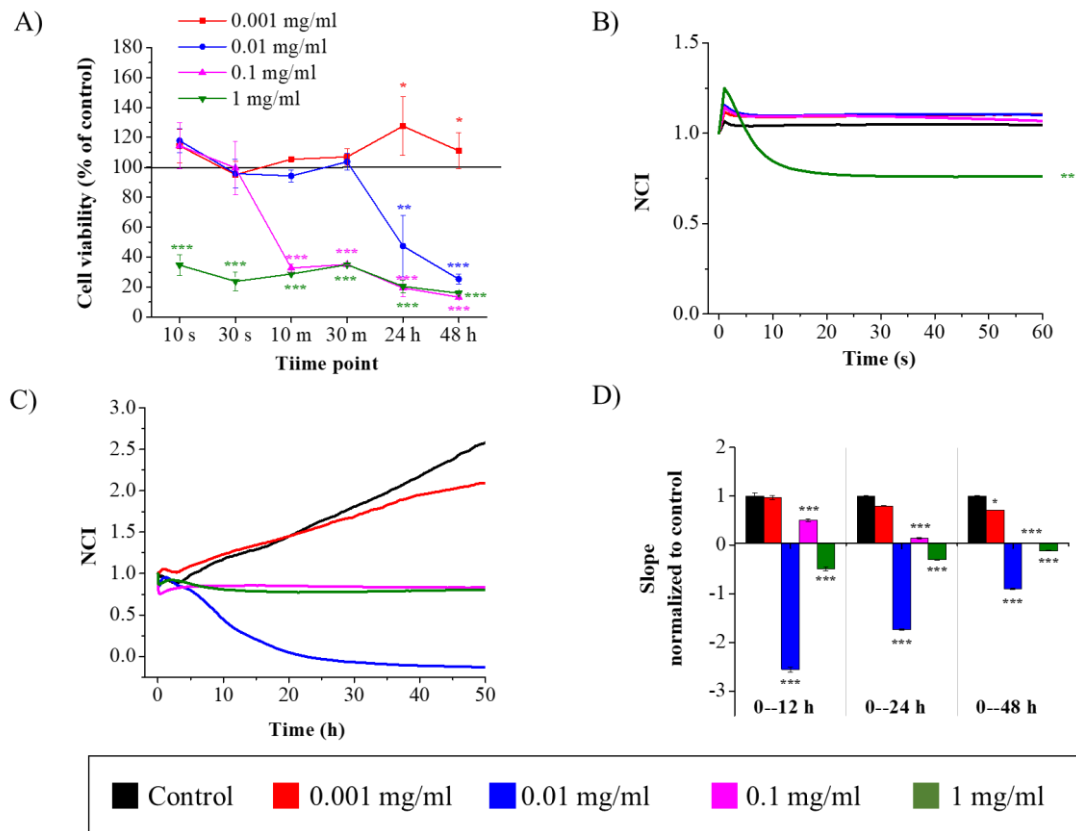 A)
0.001 mg/ml
0.01 mg/ml
0.1 mg/ml
1 mg/ml
180
160
140
120
100
80
60
40
20
0
Cell viability (% of control)
*
*
**
***
***
***
***
***
***
***
***
***
***
***
10 s
30 s
10 m
30 m
24 h
48 h
Tiime point
B)
1.5
1.0
0.5
0.0
NCI
**
0
10
20
30
40
50
60
Time (s)
C)
3.0
2.5
2.0
1.5
1.0
0.5
0.0
NCI
0
10
20
30
40
50
Time (h)
D)
2
1
0
-1
-2
-3
Slope
normalized to control
***
***
***
***
***
***
*
***
***
***
0--12 h
0--24 h
0--48 h
Control
0.001 mg/ml
0.01 mg/ml
0.1 mg/ml
1 mg/ml